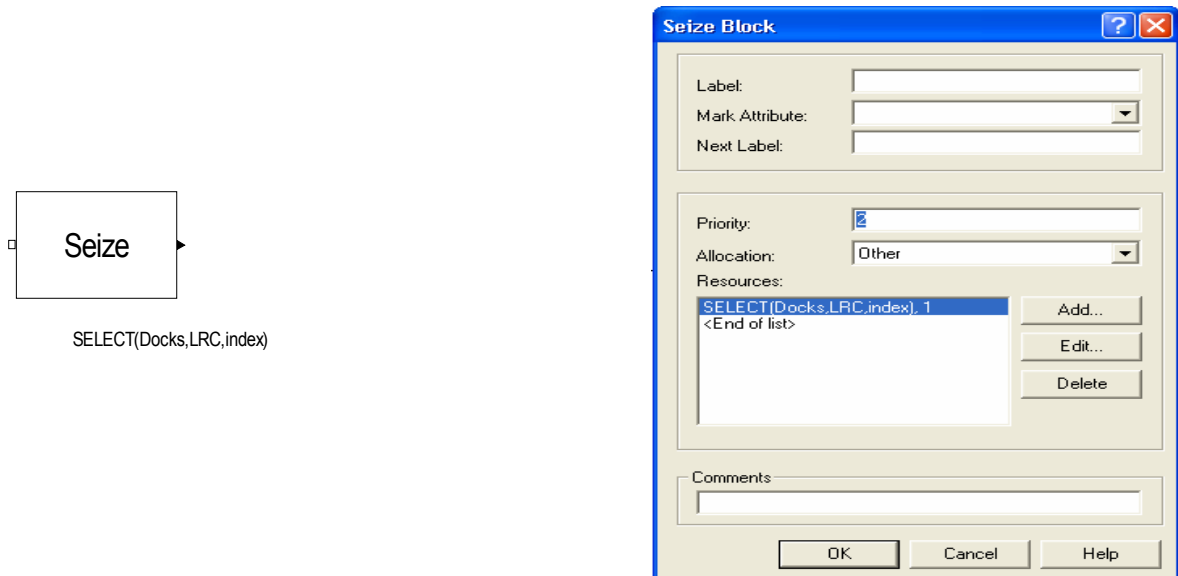 Seize
SELECT(Docks,LRC,index)
Seize Block
Label:
Mark Attribute:
Next Label:
Priority: 2
Allocation: Other
Resources:
SELECT(Docks,LRC,index), 1
<End of list>
Add...
Edit...
Delete
Comments
OK Cancel Help